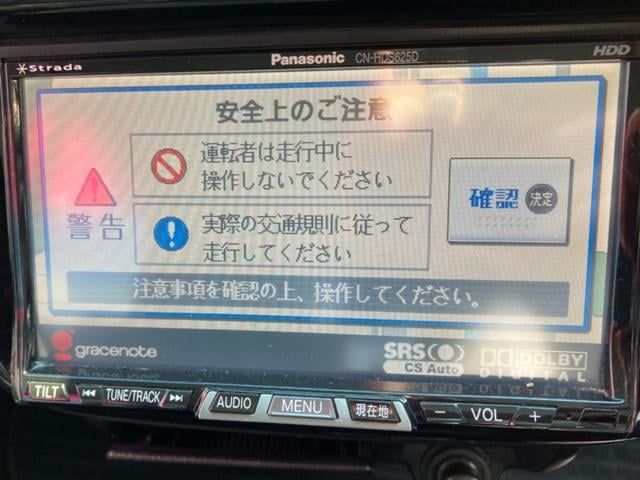 Strada Panasonic CN-HDS625D HDD
安全上のご注意
警告
運転者は走行中に
操作しないでください
実際の交通規則に従って
走行してください
確認 決定
注意事項を確認の上、操作してください。
gracenote
SRS
CS Auto
DOLBY
DIGITAL
TILT TUNE/TRACK AUDIO MENU 現在地 - VOL +